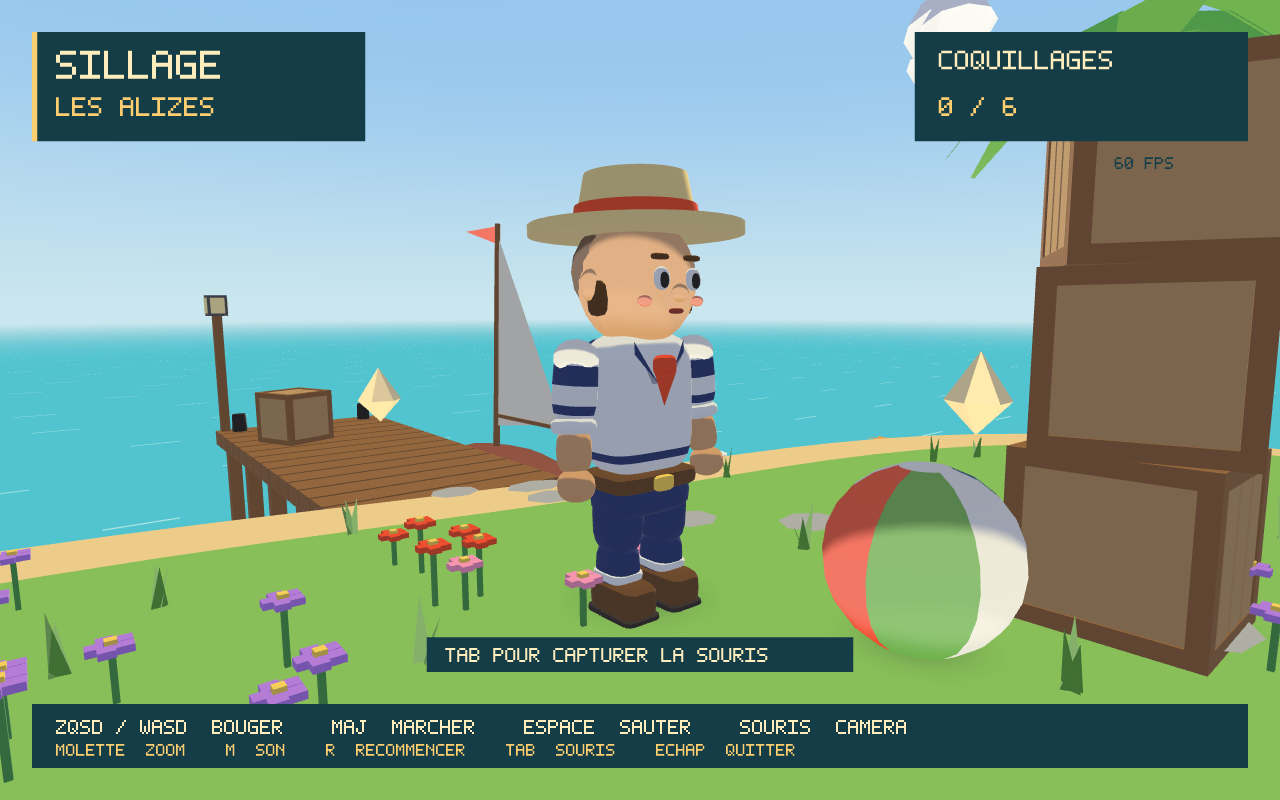 SILLAGE
LES ALIZES
COQUILLAGES
0 / 6
60 FPS
TAB POUR CAPTURER LA SOURIS
ZQSD / WASD BOUGER MAJ MARCHER ESPACE SAUTER SOURIS CAMERA
MOLETTE ZOOM M SON R RECOMMENCER TAB SOURIS ECHAP QUITTER